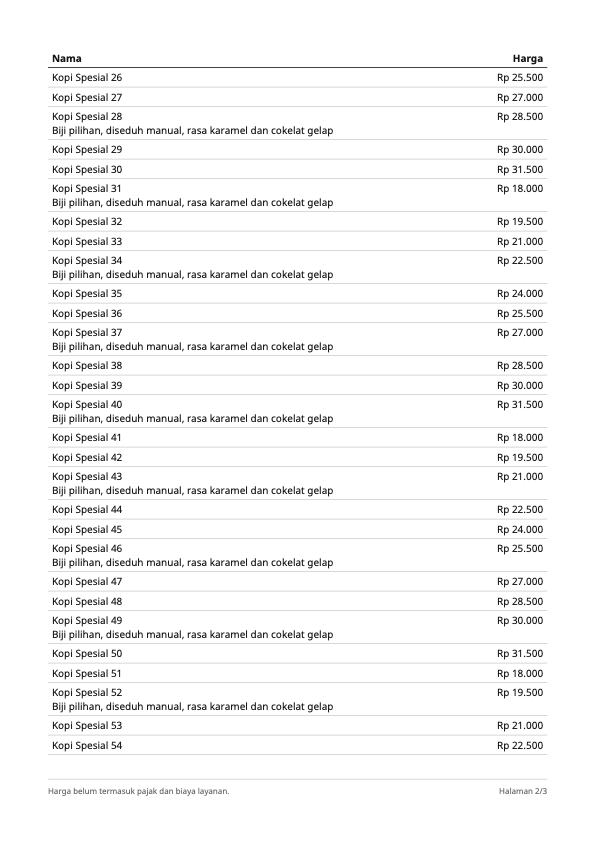 Nama Harga
Kopi Spesial 26 Rp 25.500
Kopi Spesial 27 Rp 27.000
Kopi Spesial 28 Rp 28.500
Biji pilihan, diseduh manual, rasa karamel dan cokelat gelap
Kopi Spesial 29 Rp 30.000
Kopi Spesial 30 Rp 31.500
Kopi Spesial 31 Rp 18.000
Biji pilihan, diseduh manual, rasa karamel dan cokelat gelap
Kopi Spesial 32 Rp 19.500
Kopi Spesial 33 Rp 21.000
Kopi Spesial 34 Rp 22.500
Biji pilihan, diseduh manual, rasa karamel dan cokelat gelap
Kopi Spesial 35 Rp 24.000
Kopi Spesial 36 Rp 25.500
Kopi Spesial 37 Rp 27.000
Biji pilihan, diseduh manual, rasa karamel dan cokelat gelap
Kopi Spesial 38 Rp 28.500
Kopi Spesial 39 Rp 30.000
Kopi Spesial 40 Rp 31.500
Biji pilihan, diseduh manual, rasa karamel dan cokelat gelap
Kopi Spesial 41 Rp 18.000
Kopi Spesial 42 Rp 19.500
Kopi Spesial 43 Rp 21.000
Biji pilihan, diseduh manual, rasa karamel dan cokelat gelap
Kopi Spesial 44 Rp 22.500
Kopi Spesial 45 Rp 24.000
Kopi Spesial 46 Rp 25.500
Biji pilihan, diseduh manual, rasa karamel dan cokelat gelap
Kopi Spesial 47 Rp 27.000
Kopi Spesial 48 Rp 28.500
Kopi Spesial 49 Rp 30.000
Biji pilihan, diseduh manual, rasa karamel dan cokelat gelap
Kopi Spesial 50 Rp 31.500
Kopi Spesial 51 Rp 18.000
Kopi Spesial 52 Rp 19.500
Biji pilihan, diseduh manual, rasa karamel dan cokelat gelap
Kopi Spesial 53 Rp 21.000
Kopi Spesial 54 Rp 22.500
Harga belum termasuk pajak dan biaya layanan. Halaman 2/3